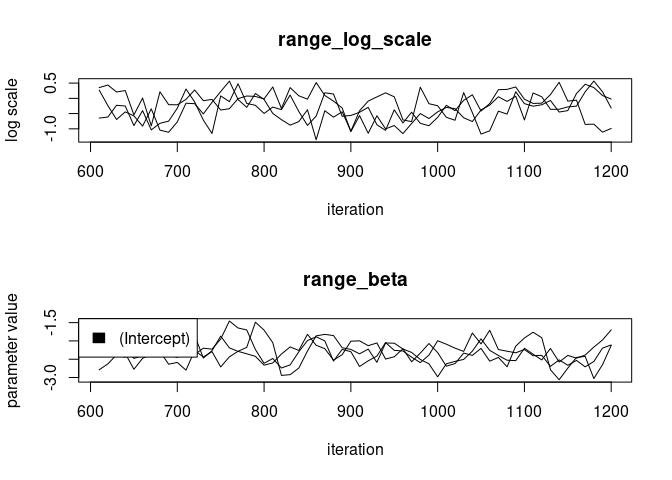 range_log_scale
log scale
0.5
-1.0
600 700 800 900 1000 1100 1200
iteration
range_beta
parameter value
-1.5
-3.0
(Intercept)
600 700 800 900 1000 1100 1200
iteration